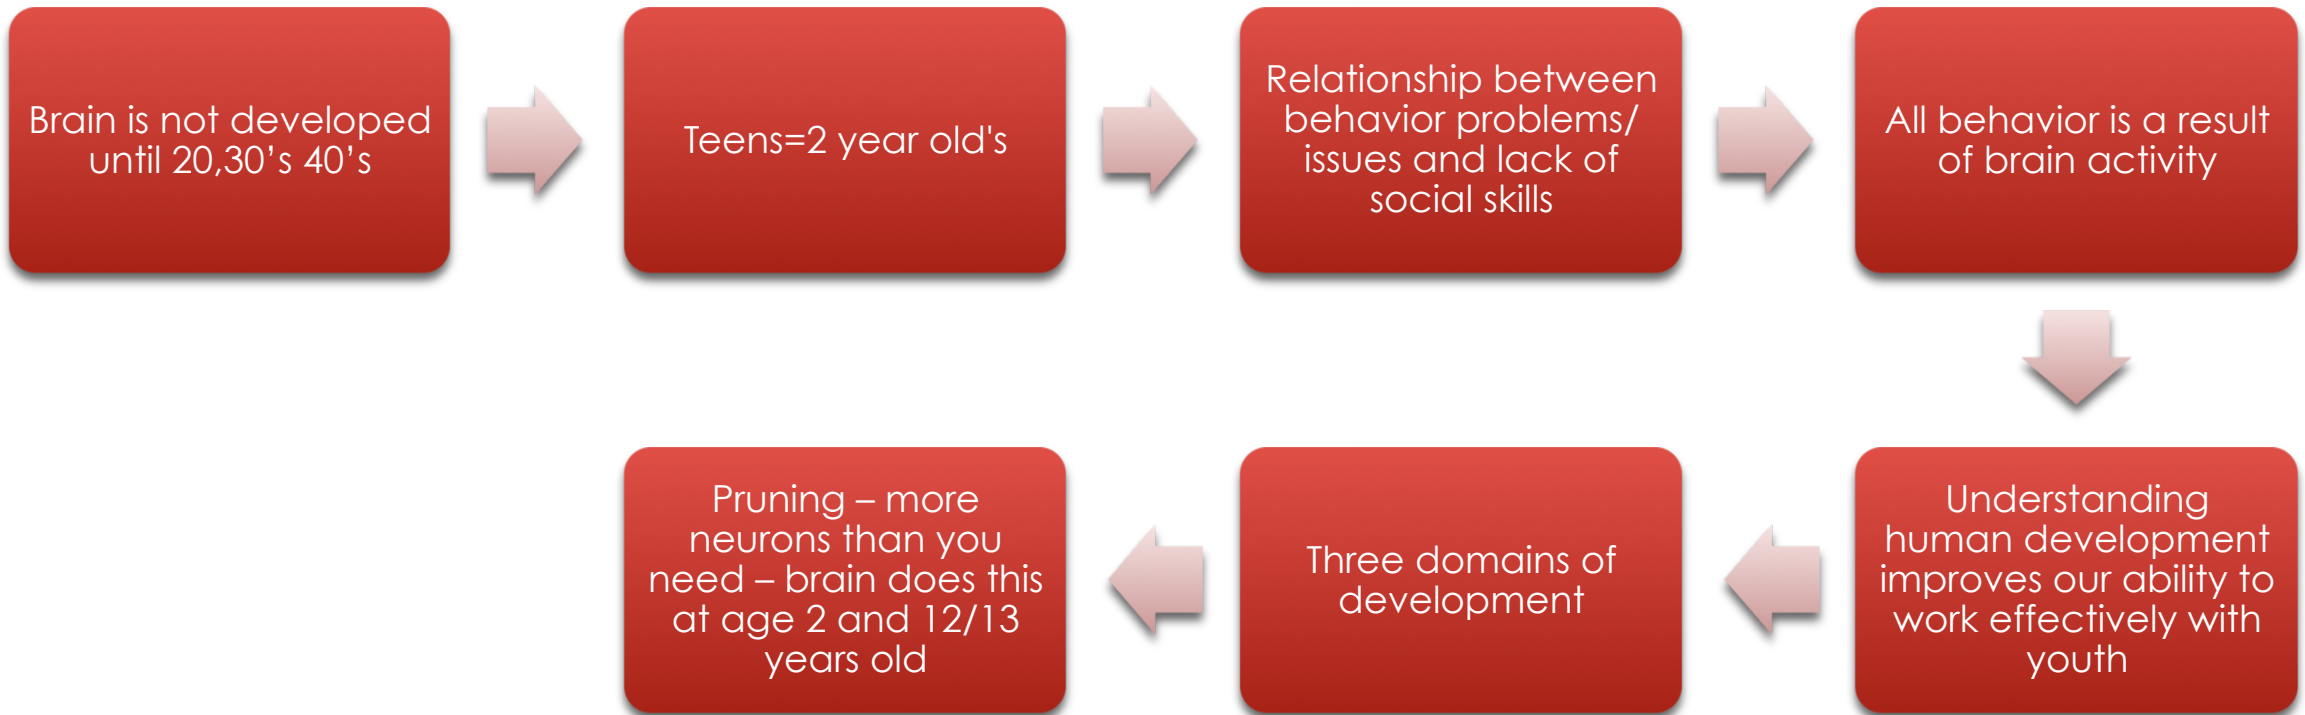 Brain is not developed
until 20,30’s 40’s
Teens=2 year old's
Relationship between
behavior problems/
issues and lack of
social skills
All behavior is a result
of brain activity
Understanding
human development
improves our ability to
work effectively with
youth
Three domains of
development
Pruning – more
neurons than you
need – brain does this
at age 2 and 12/13
years old